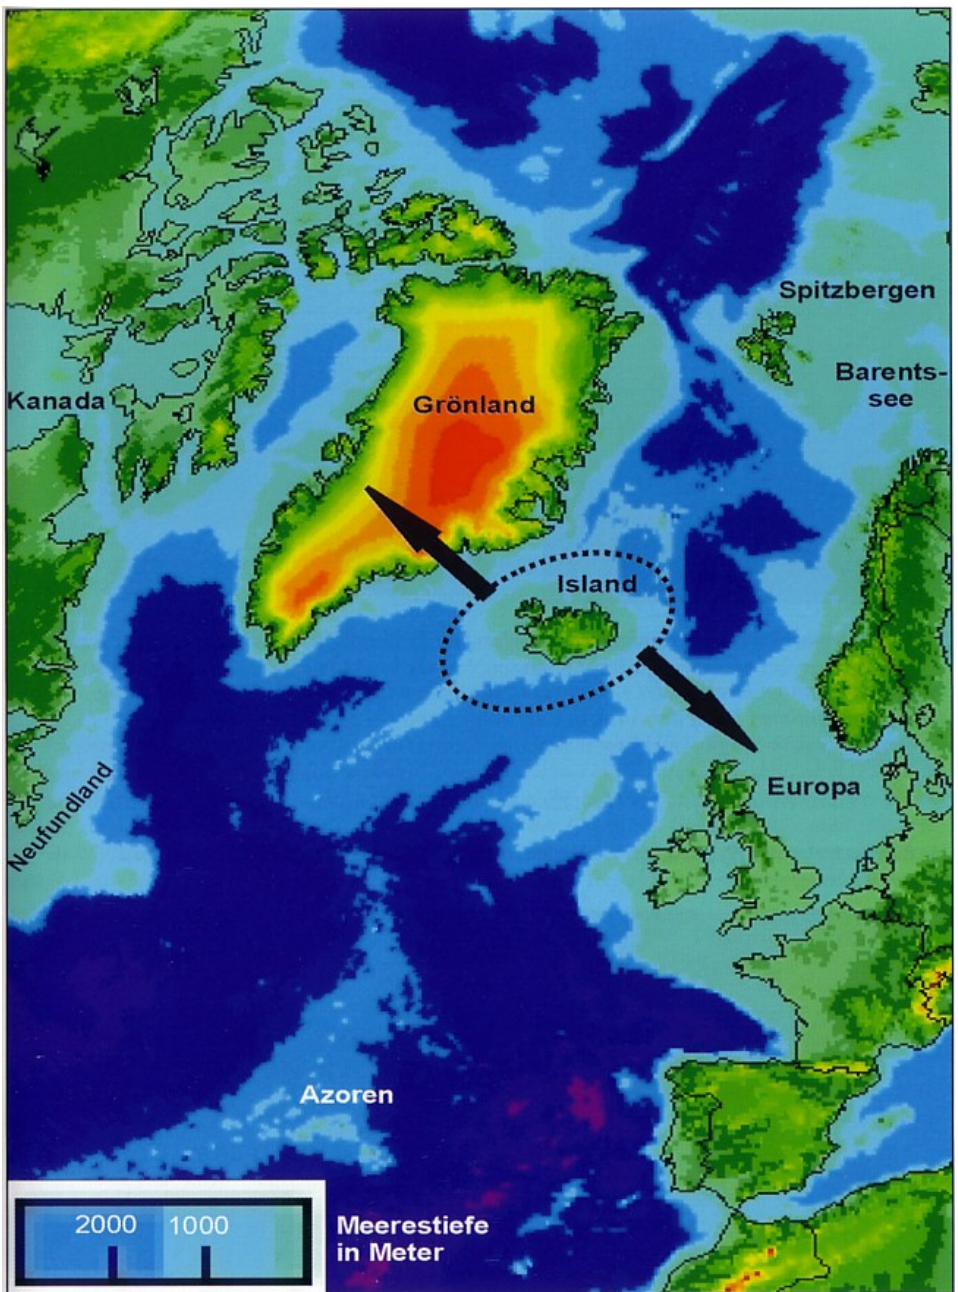 Spitzbergen
Barents-
see
Kanada
Grönland
Island
Neufundland
Europa
Azoren
2000 1000
Meerestiefe
in Meter